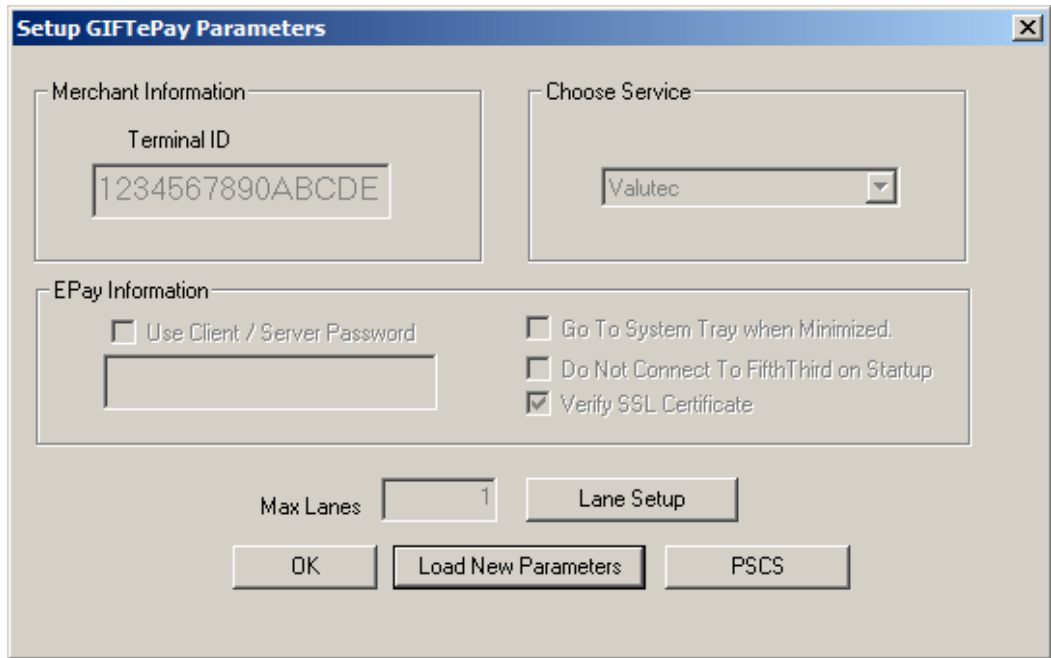 Setup GIFTePay Parameters
Merchant Information
Terminal ID
1234567890ABCDE
Choose Service
Valutec
EPay Information
Use Client / Server Password
Go To System Tray when Minimized.
Do Not Connect To FifthThird on Startup
Verify SSL Certificate
Max Lanes 1 Lane Setup
OK Load New Parameters PSCS